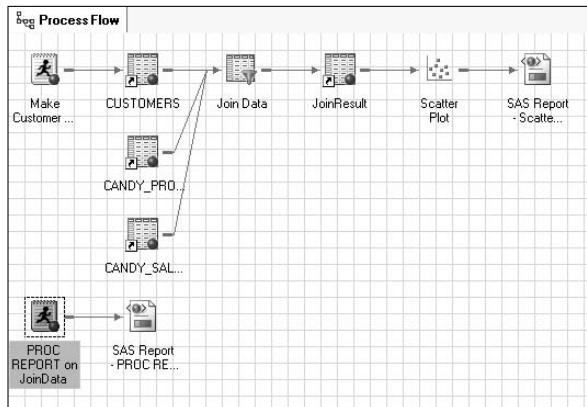 Process Flow
Make
Customer ...
CUSTOMERS
Join Data
JoinResult
Scatter
Plot
SAS Report
- Scatte...
CANDY_PRO...
CANDY_SAL...
PROC
REPORT on
JoinData
SAS Report
- PROC RE...